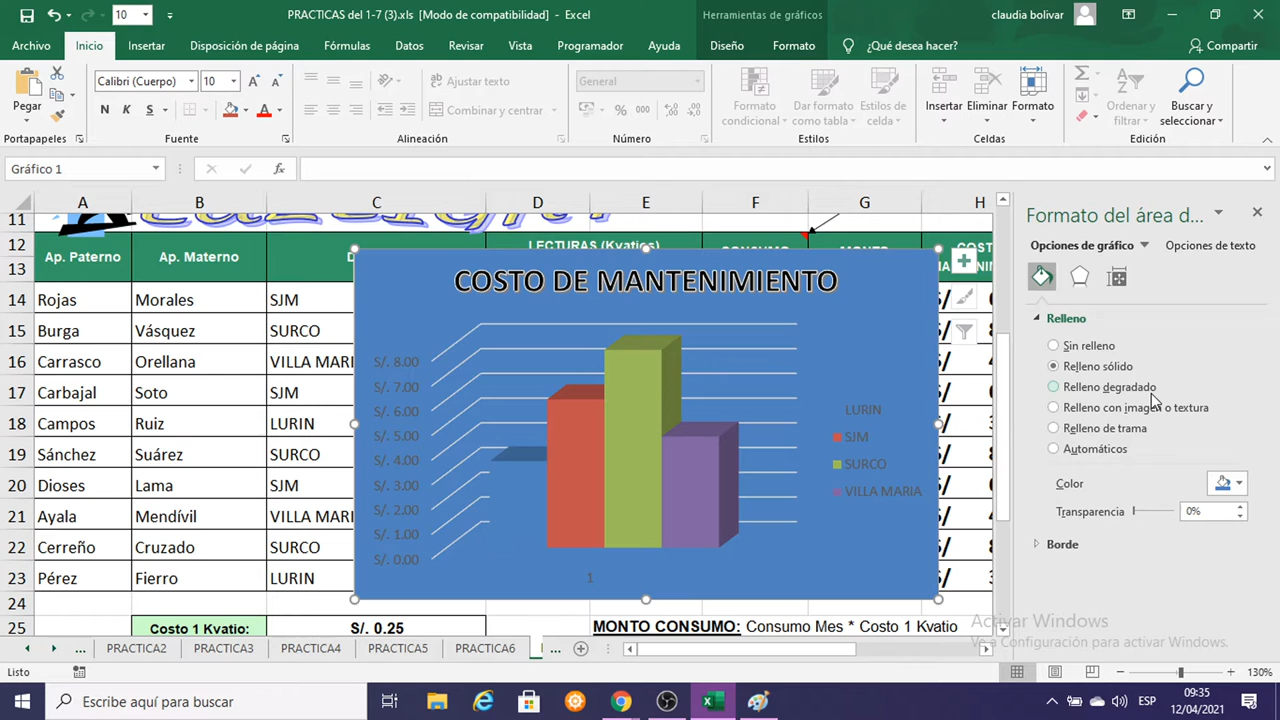 10
PRACTICAS del 1-7 (3).xls [Modo de compatibilidad] - Excel
Herramientas de gráficos
claudia bolivar
Archivo Inicio Insertar Disposición de página Fórmulas Datos Revisar Vista Programador Ayuda Diseño Formato ¿Qué desea hacer? Compartir
Pegar
Calibri (Cuerpo) 10
N K S
Ajustar texto
Combinar y centrar
General
% 000
Formato condicional
Dar formato como tabla
Estilos de celda
Insertar Eliminar Formato
Ordenar y filtrar
Buscar y seleccionar
Portapapeles Fuente Alineación Número Estilos Celdas Edición
Gráfico 1
fx
A B C D E F G H
11
12 LECTURAS (Kvatios)
13 Ap. Paterno Ap. Materno
14 Rojas Morales SJM S/
15 Burga Vásquez SURCO
16 Carrasco Orellana VILLA MARI S/
17 Carbajal Soto SJM S/
18 Campos Ruiz LURIN S/
19 Sánchez Suárez SURCO S/
20 Dioses Lama SJM S/
21 Ayala Mendívil VILLA MARI S/
22 Cerreño Cruzado SURCO S/
23 Pérez Fierro LURIN S/
24
25 Costo 1 Kvatio: S/. 0.25 MONTO CONSUMO: Consumo Mes * Costo 1 Kvatio
COSTO DE MANTENIMIENTO
S/. 8.00
S/. 7.00
S/. 6.00
S/. 5.00
S/. 4.00
S/. 3.00
S/. 2.00
S/. 1.00
S/. 0.00
1
LURIN
SJM
SURCO
VILLA MARIA
Formato del área d...
Opciones de gráfico Opciones de texto
Relleno
Sin relleno
Relleno sólido
Relleno degradado
Relleno con imagen o textura
Relleno de trama
Automáticos
Color
Transparencia 0%
Borde
Activar Windows
Ve a Configuración para activar Windows.
... PRACTICA2 PRACTICA3 PRACTICA4 PRACTICA5 PRACTICA6 ...
Listo
130%
Escribe aquí para buscar
ESP
09:35
12/04/2021